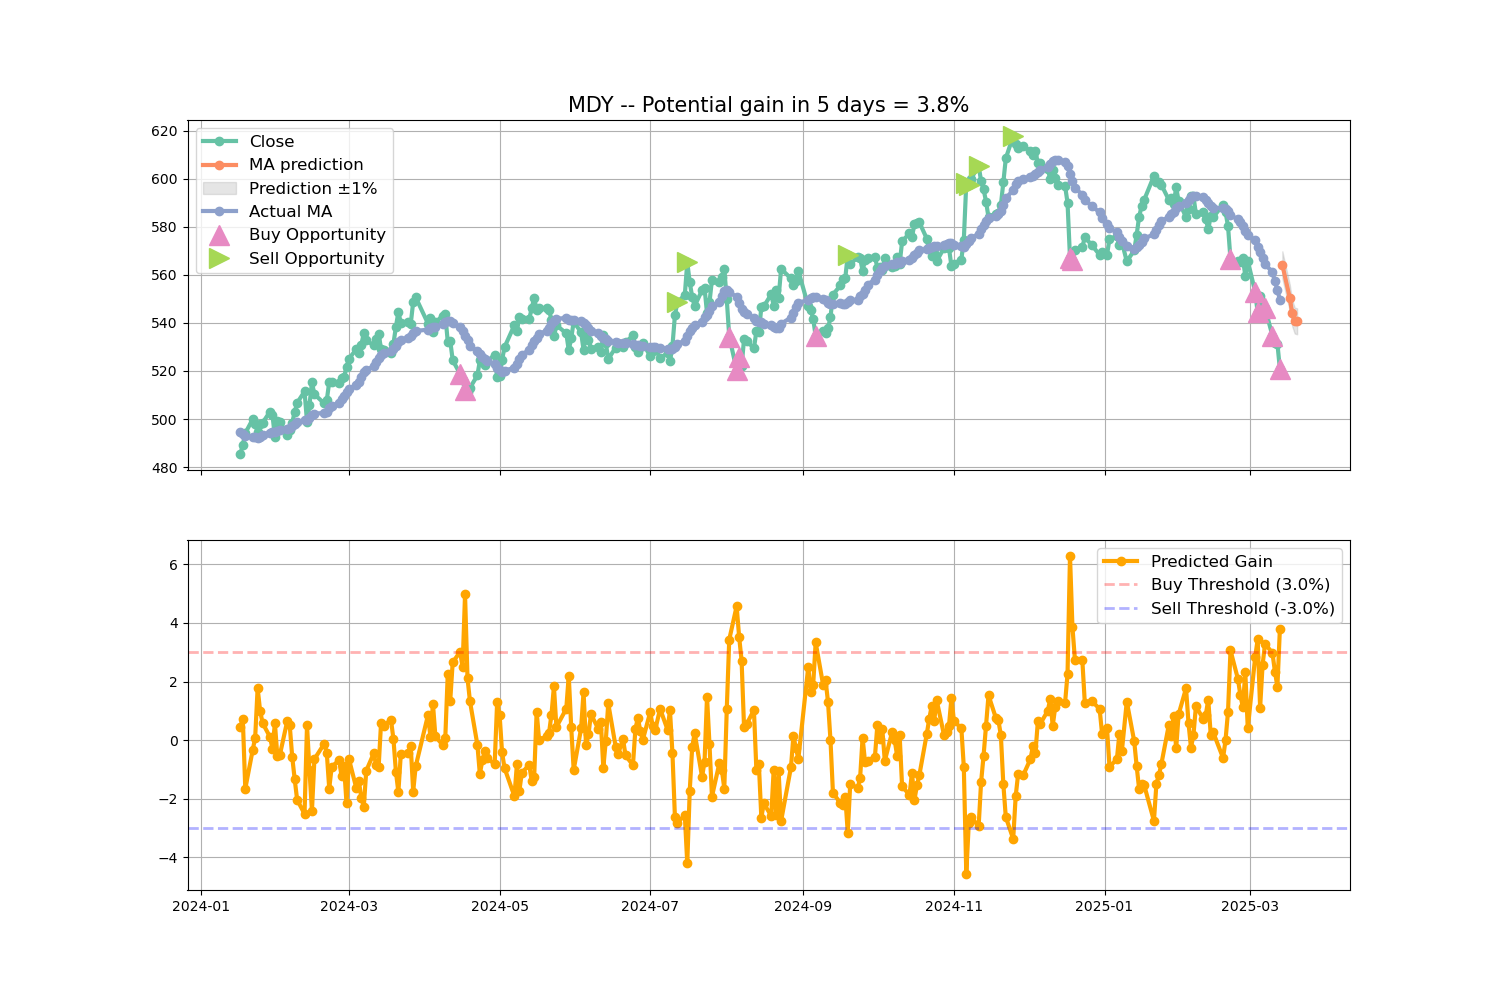 MDY -- Potential gain in 5 days = 3.8%
620
600
580
560
540
520
500
480
Close
MA prediction
Prediction ±1%
Actual MA
Buy Opportunity
Sell Opportunity
6
4
2
0
−2
−4
Predicted Gain
Buy Threshold (3.0%)
Sell Threshold (-3.0%)
2024-01
2024-03
2024-05
2024-07
2024-09
2024-11
2025-01
2025-03